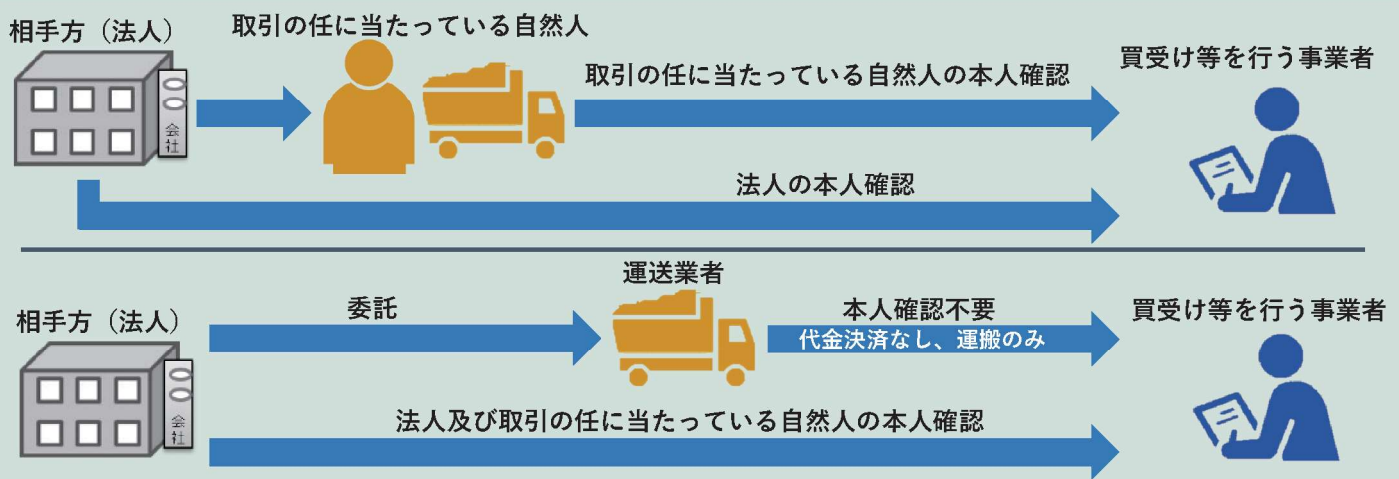 相手方（法人）
取引の任に当たっている自然人
会社
取引の任に当たっている自然人の本人確認
買受け等を行う事業者
法人の本人確認
運送業者
相手方（法人）
会社
委託
本人確認不要
代金決済なし、運搬のみ
買受け等を行う事業者
法人及び取引の任に当たっている自然人の本人確認